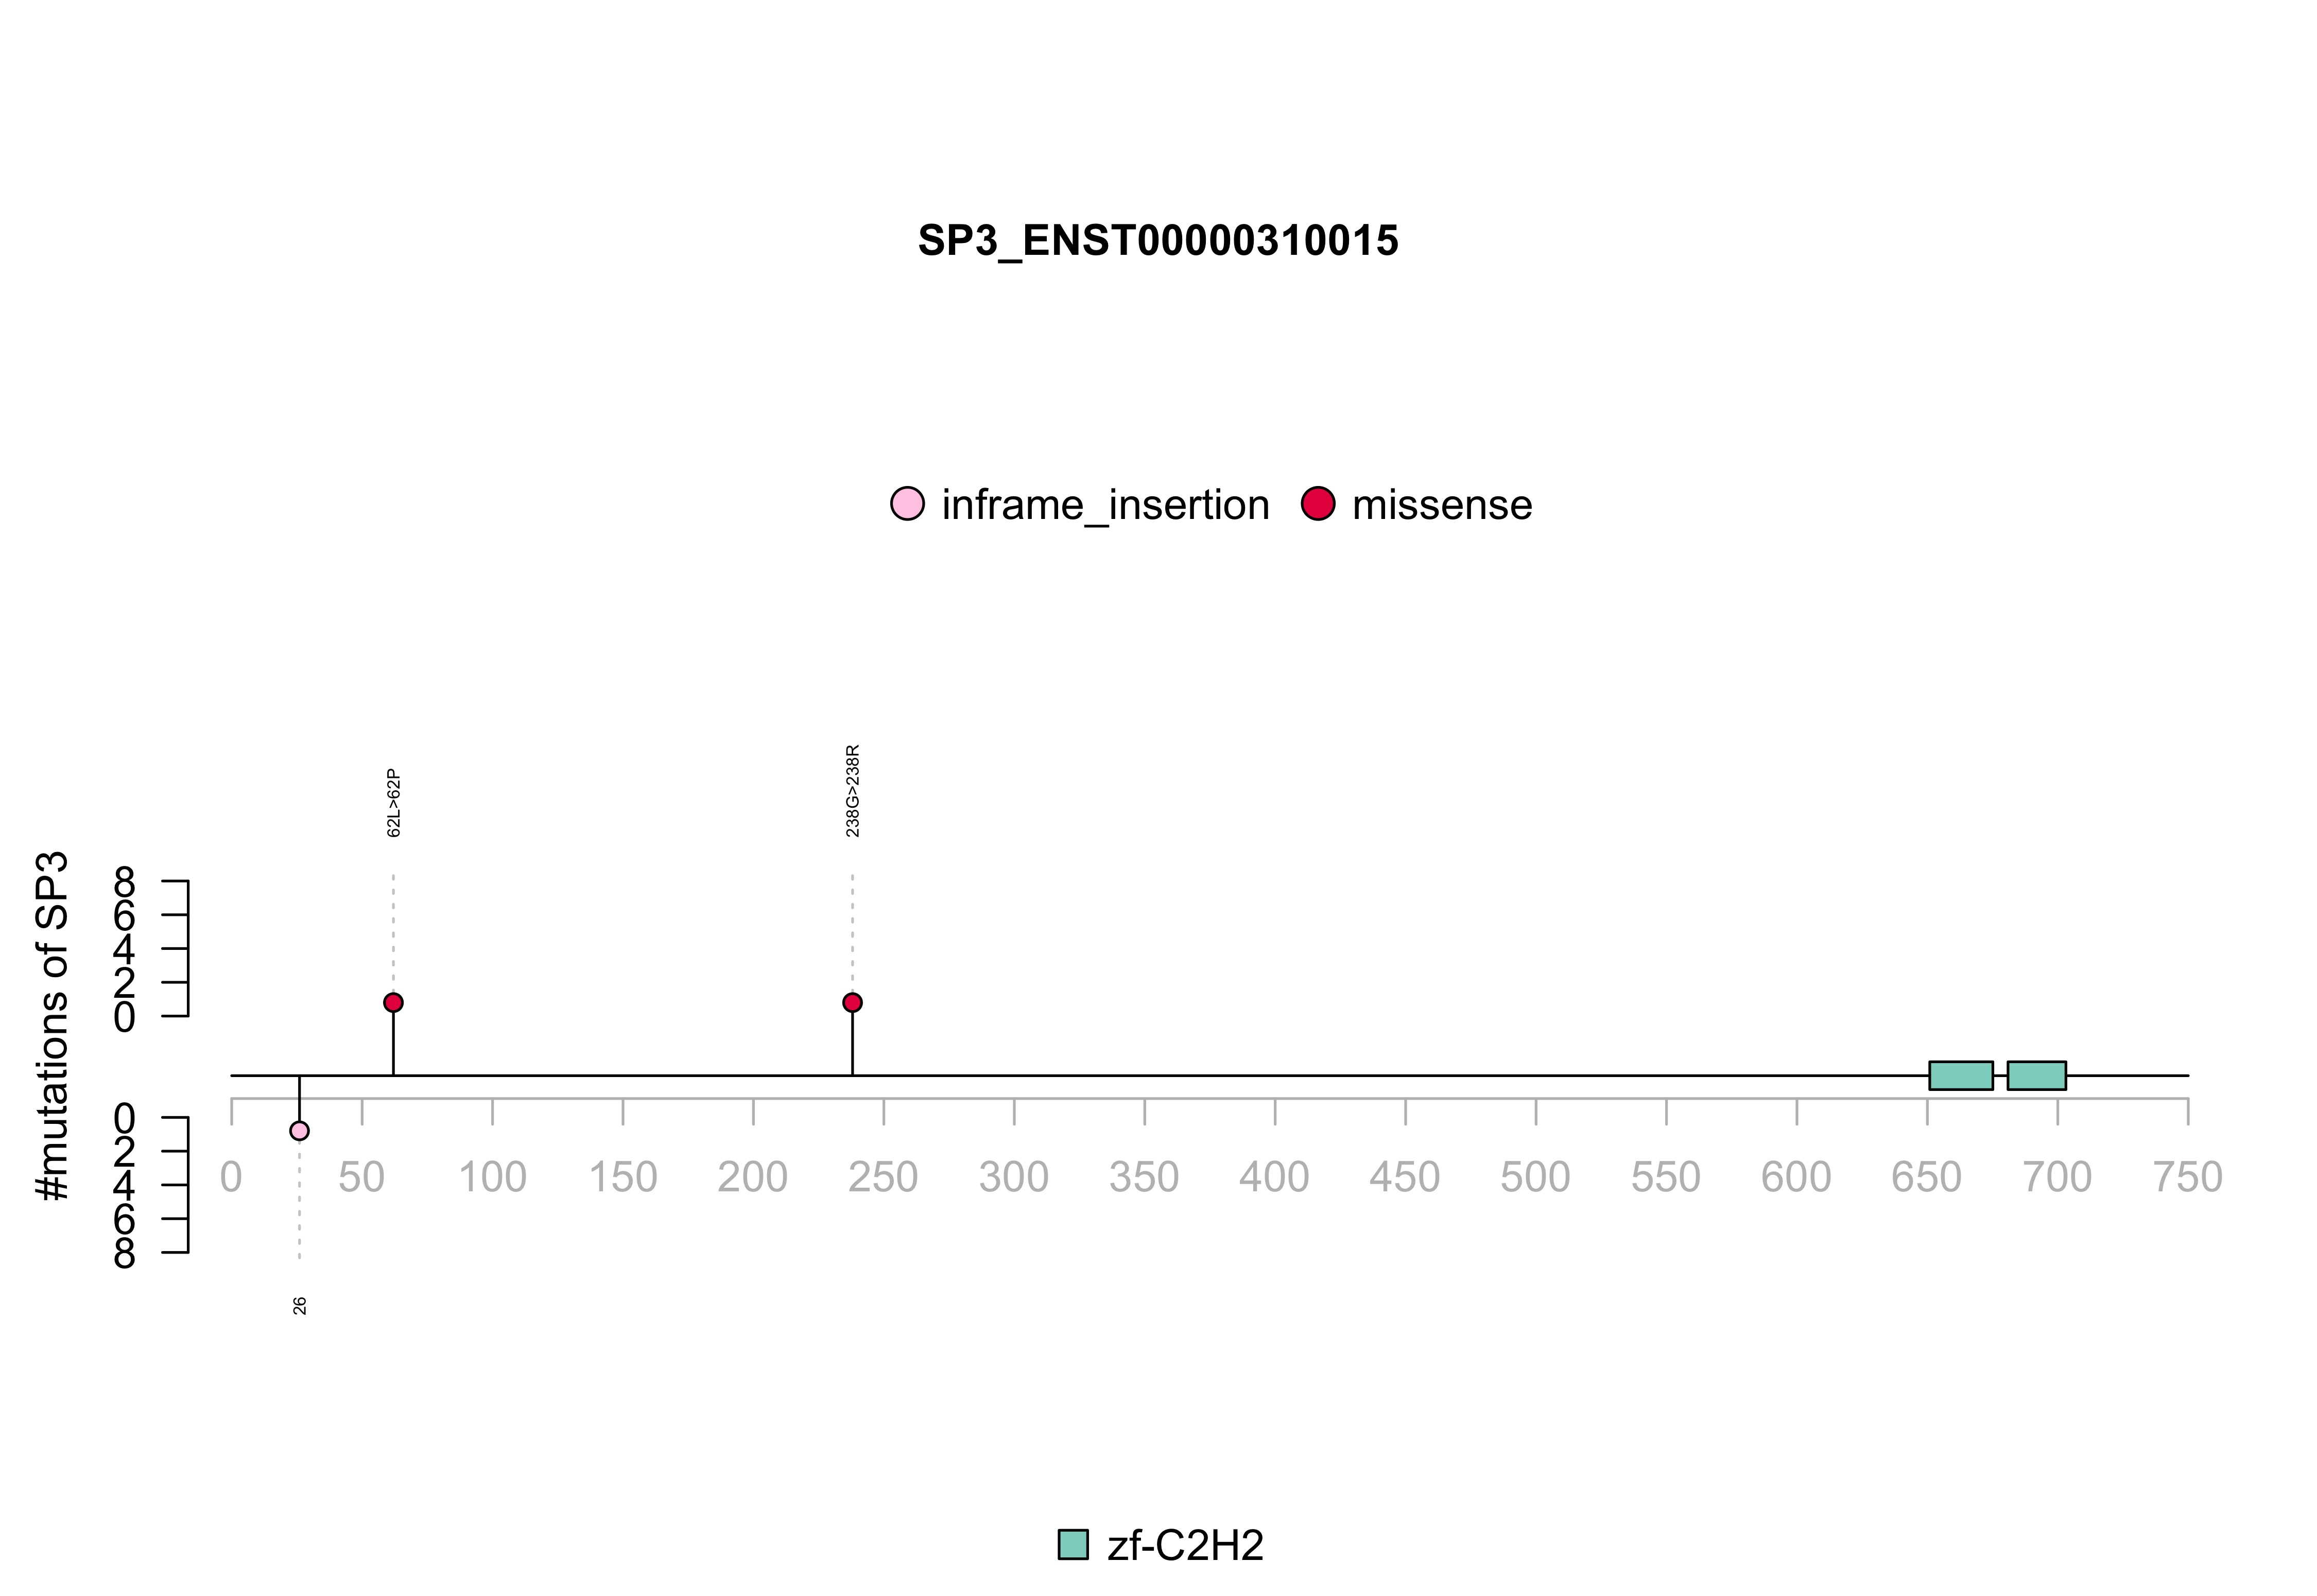 SP3_ENST00000310015
inframe_insertion missense
62L>62P
238G>238R
#mutations of SP3
8
6
4
2
0
0
2
4
6
8
0 50 100 150 200 250 300 350 400 450 500 550 600 650 700 750
26
zf-C2H2